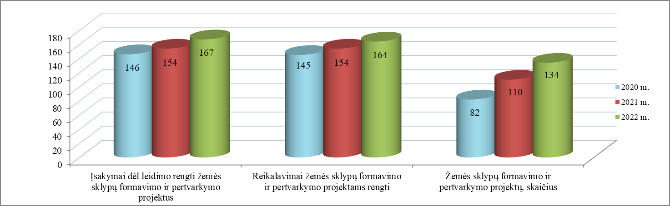 180
160
140
120
100
80
60
40
20
0
146
154
167
145
154
164
82
110
134
Įsakymai dėl leidimo rengti žemės
sklypų formavimo ir pertvarkymo
projektus
Reikalavimai žemės sklypų formavimo
ir pertvarkymo projektams rengti
Žemės sklypų formavimo ir
pertvarkymo projektų, skaičius
2020 m.
2021 m.
2022 m.